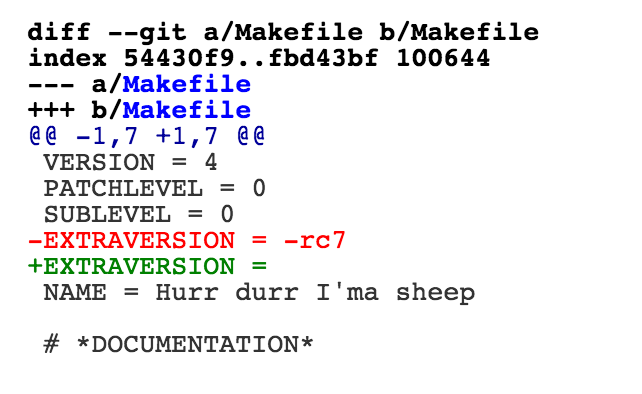 diff --git a/Makefile b/Makefile
index 54430f9..fbd43bf 100644
--- a/Makefile
+++ b/Makefile
@@ -1,7 +1,7 @@
 VERSION = 4
 PATCHLEVEL = 0
 SUBLEVEL = 0
-EXTRAVERSION = -rc7
+EXTRAVERSION =
 NAME = Hurr durr I'ma sheep

 # *DOCUMENTATION*